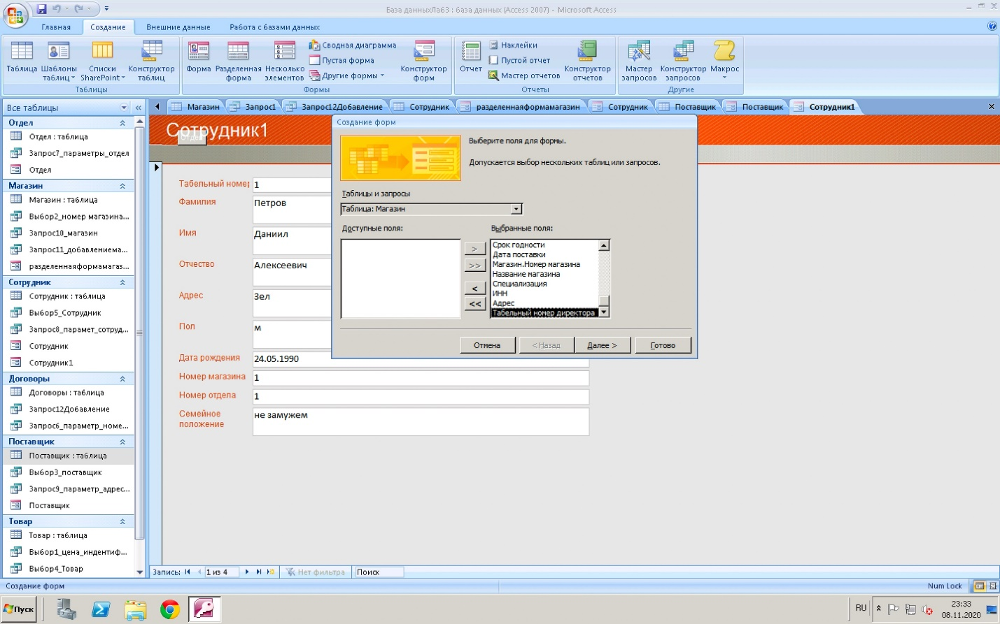 База данныхЛаб3 : база данных (Access 2007) - Microsoft Access
Главная
Создание
Внешние данные
Работа с базами данных
Таблица
Шаблоны таблиц
Списки SharePoint
Конструктор таблиц
Таблицы
Форма
Разделенная форма
Несколько элементов
Сводная диаграмма
Пустая форма
Другие формы
Конструктор форм
Формы
Отчет
Наклейки
Пустой отчет
Мастер отчетов
Конструктор отчетов
Отчеты
Мастер запросов
Конструктор запросов
Макрос
Другие
Все таблицы
Отдел
Отдел : таблица
Запрос7_параметры_отдел
Отдел
Магазин
Магазин : таблица
Выбор2_номер магазина...
Запрос10_магазин
Запрос11_добавлениема...
разделеннаяформамагаз...
Сотрудник
Сотрудник : таблица
Выбор5_Сотрудник
Запрос8_парамет_сотруд...
Сотрудник
Сотрудник1
Договоры
Договоры : таблица
Запрос12Добавление
Запрос6_параметр_номе...
Поставщик
Поставщик : таблица
Выбор3_поставщик
Запрос9_параметр_адрес...
Поставщик
Товар
Товар : таблица
Выбор1_цена_индентиф...
Выбор4_Товар
Магазин
Запрос1
Запрос12Добавление
Сотрудник
разделеннаяформамагазин
Сотрудник
Поставщик
Поставщик
Сотрудник1
Сотрудник1
Отдел
Табельный номер 1
Фамилия Петров
Имя Даниил
Отчество Алексеевич
Адрес Зел
Пол м
Дата рождения 24.05.1990
Номер магазина 1
Номер отдела 1
Семейное положение не замужем
Создание форм
Выберите поля для формы.
Допускается выбор нескольких таблиц или запросов.
Таблицы и запросы
Таблица: Магазин
Доступные поля:
Выбранные поля:
>
>>
<
<<
Срок годности
Дата поставки
Магазин.Номер магазина
Название магазина
Специализация
ИНН
Адрес
Табельный номер директора
Отмена
< Назад
Далее >
Готово
Запись: 1 из 4 Нет фильтра Поиск
Создание форм
Num Lock
Пуск
RU
23:33
08.11.2020